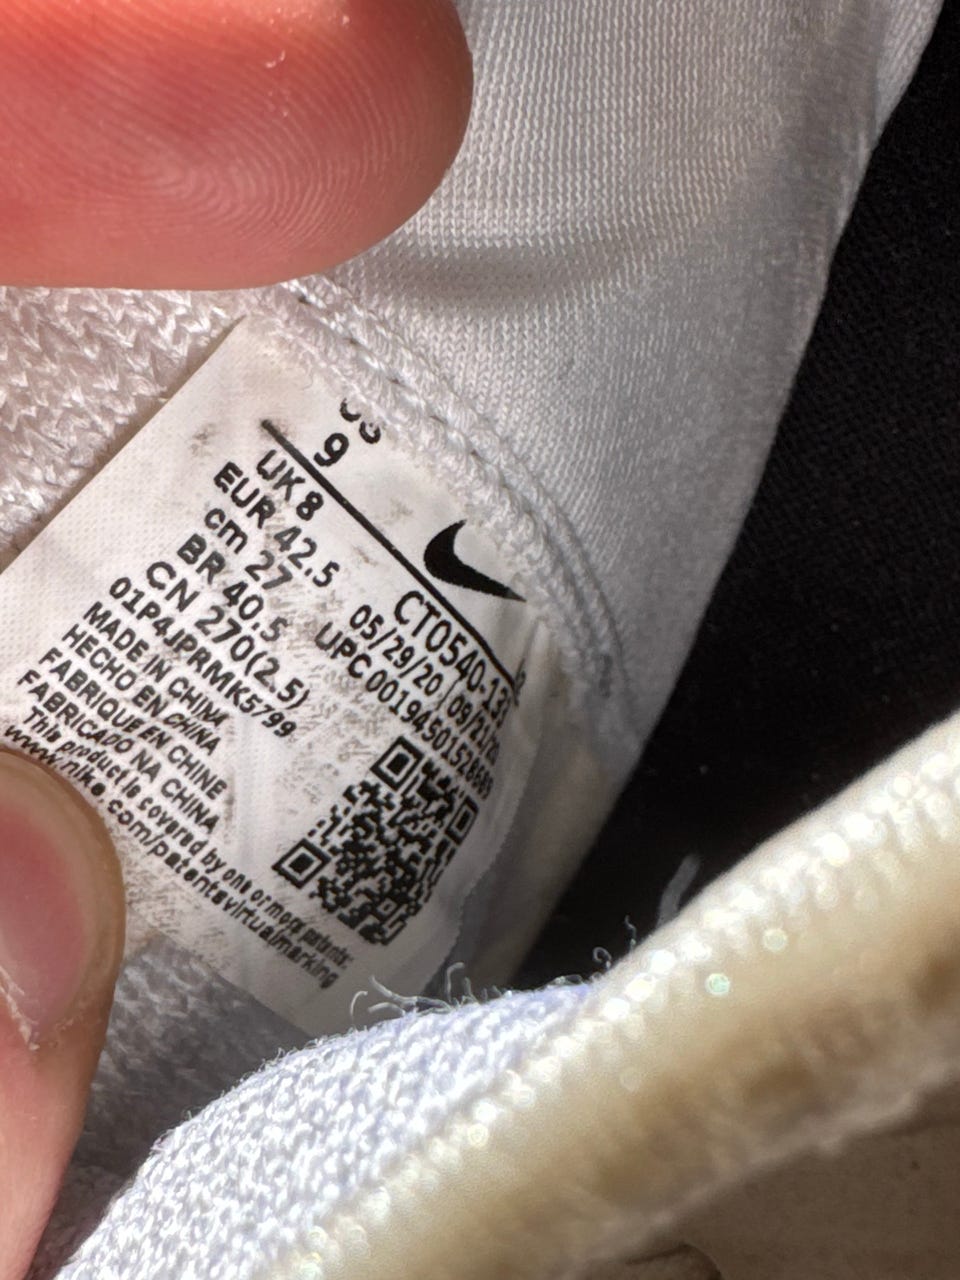 US
9
UK 8
EUR 42.5
cm 27
BR 40.5
CN 270(2.5)
01P4JPRMK5799
MADE IN CHINA
HECHO EN CHINA
FABRIQUE EN CHINE
FABRICADO NA CHINA
This product is covered by one or more patents:
www.nike.com/patentsvirtualmarking
05/29/20
UPC